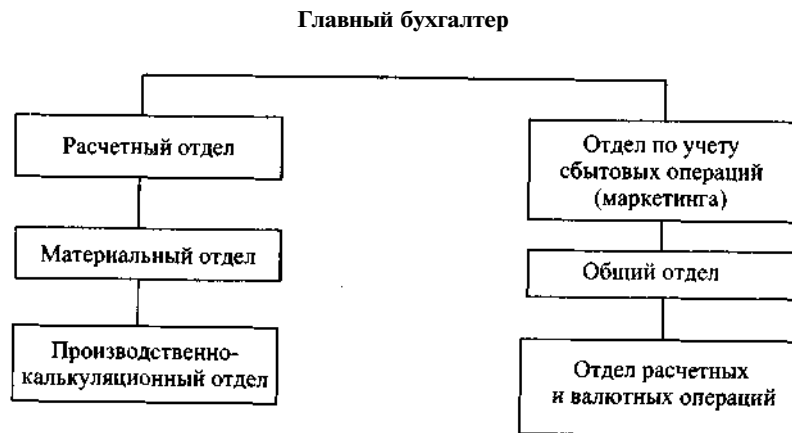 Главный бухгалтер
Расчетный отдел
Материальный отдел
Производственно-
калькуляционный отдел
Отдел по учету
сбытовых операций
(маркетинга)
Общий отдел
Отдел расчетных
и валютных операций